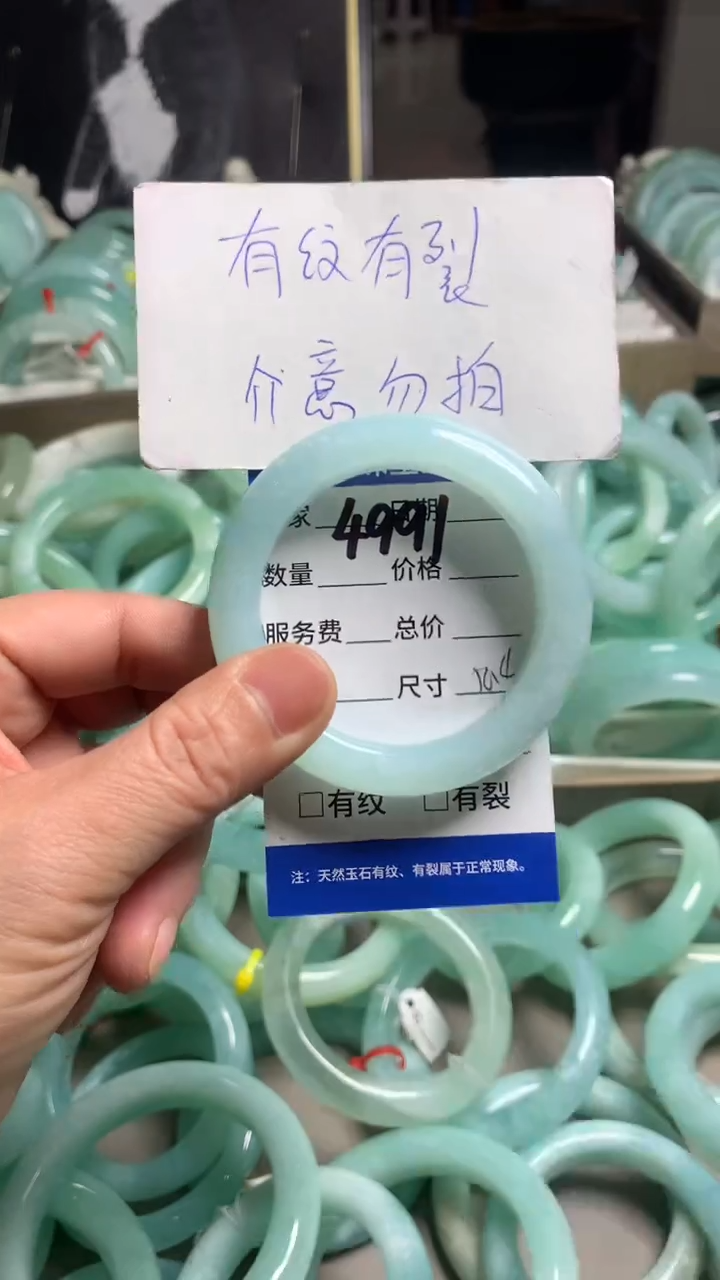 有纹有裂
介意勿拍
家 日期
4991
数量 价格
服务费 总价
尺寸
□有纹 □有裂
注：天然玉石有纹、有裂属于正常现象。